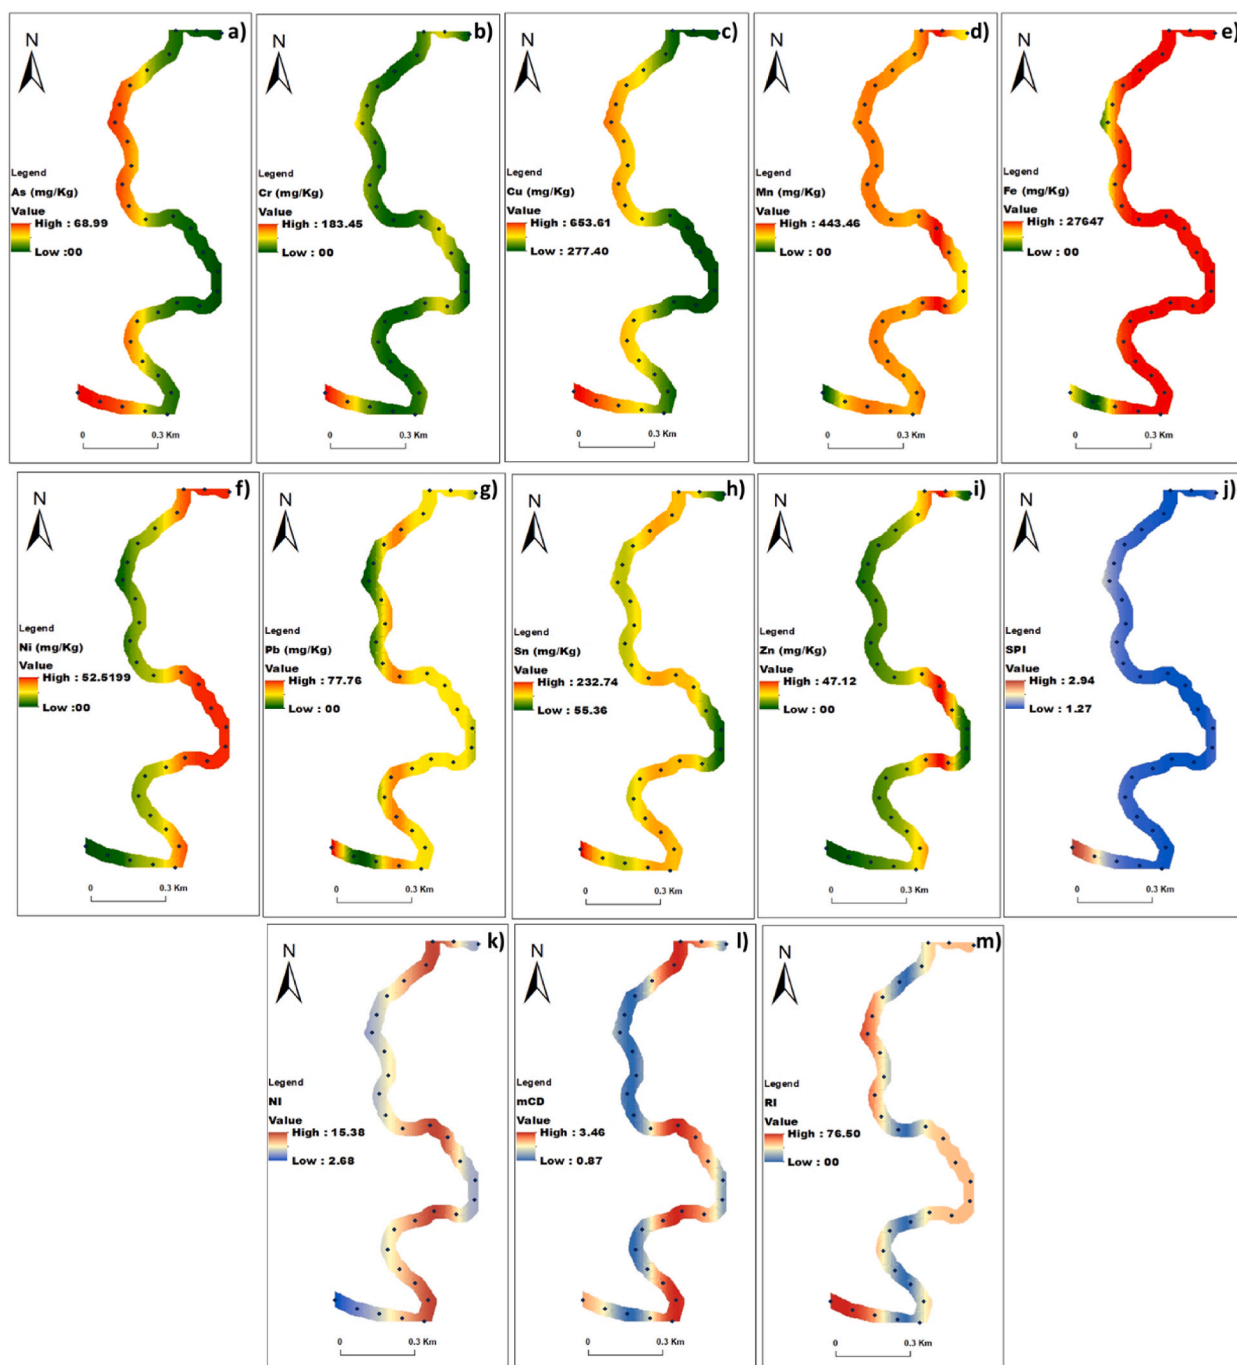 a)
N
Legend
As (mg/Kg)
Value
High : 68.99
Low :00
0 0.3 Km
b)
N
Legend
Cr (mg/Kg)
Value
High : 183.45
Low : 00
0 0.3 Km
c)
N
Legend
Cu (mg/Kg)
Value
High : 653.61
Low : 277.40
0 0.3 Km
d)
N
Legend
Mn (mg/Kg)
Value
High : 443.46
Low : 00
0 0.3 Km
e)
N
Legend
Fe (mg/Kg)
Value
High : 27647
Low : 00
0 0.3 Km
f)
N
Legend
Ni (mg/Kg)
Value
High : 52.5199
Low :00
0 0.3 Km
g)
N
Legend
Pb (mg/Kg)
Value
High : 77.76
Low : 00
0 0.3 Km
h)
N
Legend
Sn (mg/Kg)
Value
High : 232.74
Low : 55.36
0 0.3 Km
i)
N
Legend
Zn (mg/Kg)
Value
High : 47.12
Low : 00
0 0.3 Km
j)
N
Legend
SPI
Value
High : 2.94
Low : 1.27
0 0.3 Km
k)
N
Legend
NI
Value
High : 15.38
Low : 2.68
0 0.3 Km
l)
N
Legend
mCD
Value
High : 3.46
Low : 0.87
0 0.3 Km
m)
N
Legend
RI
Value
High : 76.50
Low : 00
0 0.3 Km